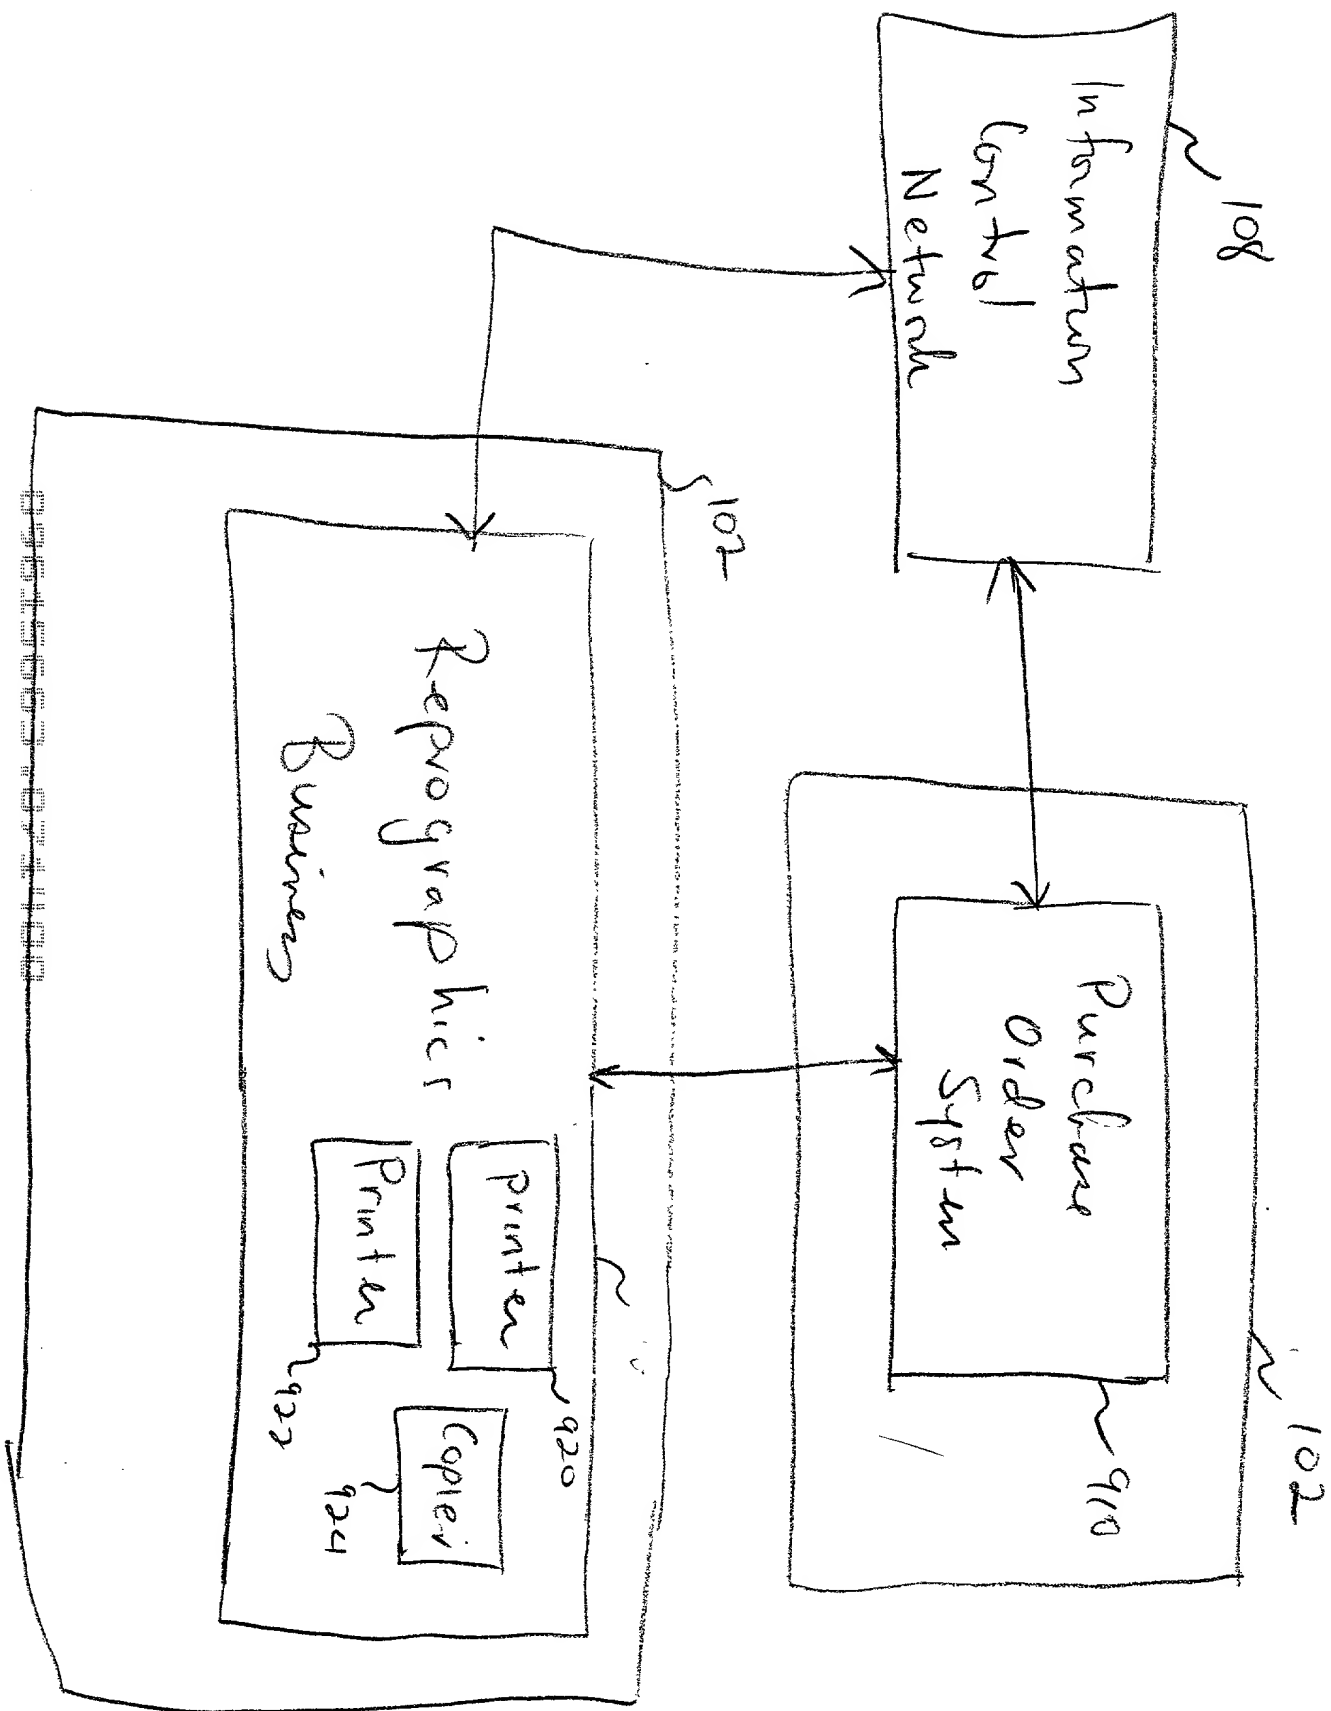 108
Information
Control
Network
102
Purchase
Order
System
910
102
Reprographics
Business
Printer
920
Printer
922
Copier
924